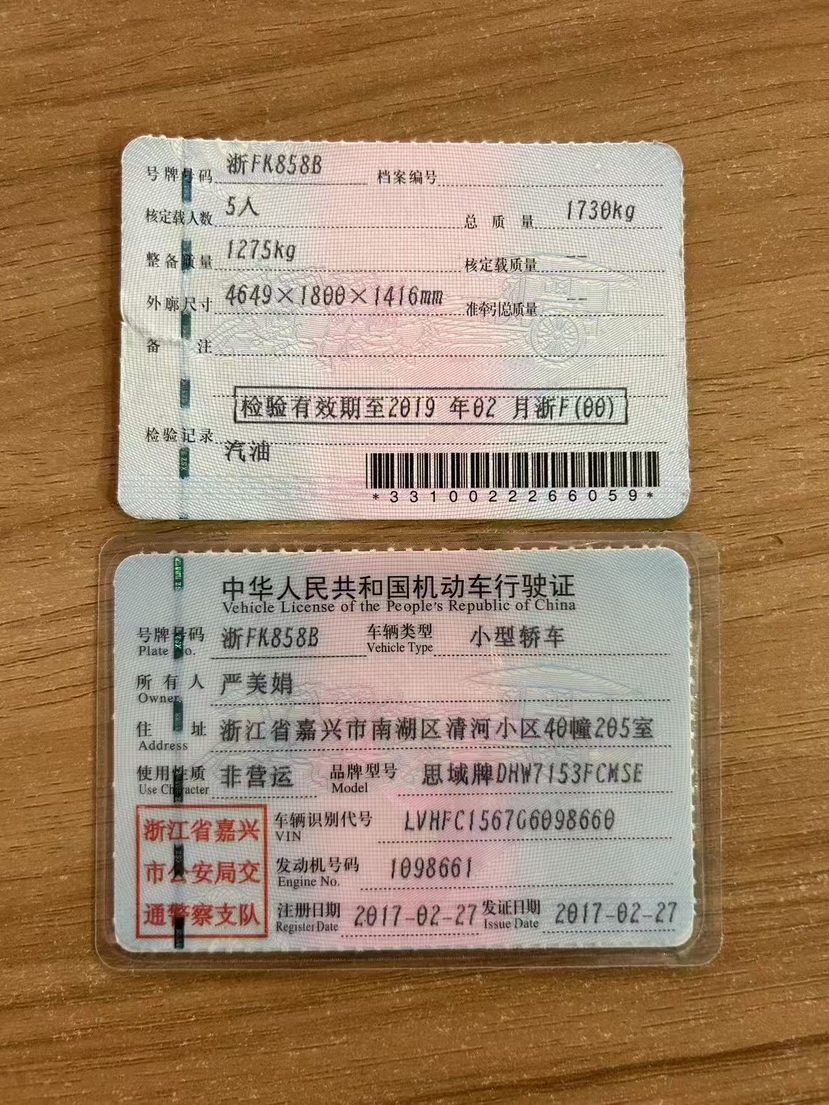 号牌号码 浙FK858B 档案编号
核定载人数 5人 总质量 1730kg
整备质量 1275kg 核定载质量 --
外廓尺寸 4649×1800×1416mm 准牵引总质量 --
备注
检验有效期至2019 年02 月浙F(00)
检验记录
汽油
*3310022266059*
中华人民共和国机动车行驶证
Vehicle License of the People's Republic of China
号牌号码 浙FK858B 车辆类型 小型轿车
Plate No. Vehicle Type
所有人 严美娟
Owner
住址 浙江省嘉兴市南湖区清河小区40幢205室
Address
使用性质 非营运 品牌型号 思域牌DHW7153FCMSE
Use Character Model
浙江省嘉兴
市公安局交
通警察支队
车辆识别代号 LVHFC1567G6098660
VIN
发动机号码 1098661
Engine No.
注册日期 2017-02-27 发证日期 2017-02-27
Register Date Issue Date